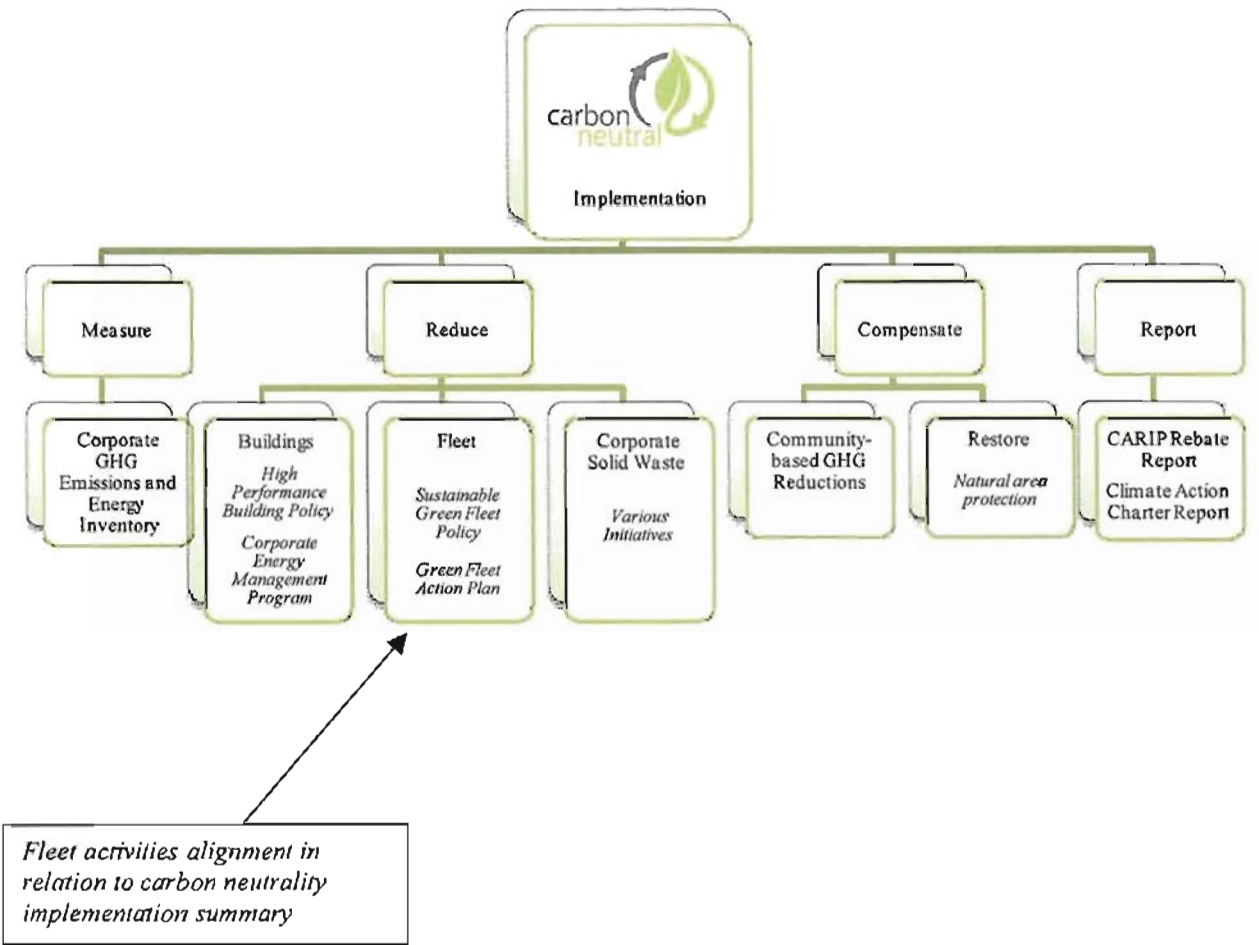 carbon
neutral
Implementation
Measure
Reduce
Compensate
Report
Corporate
GHG
Emissions and
Energy
Inventory
Buildings
High
Performance
Building Policy
Corporate
Energy
Management
Program
Fleet
Sustainable
Green Fleet
Policy
Green Fleet
Action Plan
Corporate
Solid Waste
Various
Initiatives
Community-
based GHG
Reductions
Restore
Natural area
protection
CARIP Rebate
Report
Climate Action
Charter Report
Fleet activities alignment in
relation to carbon neutrality
implementation summary